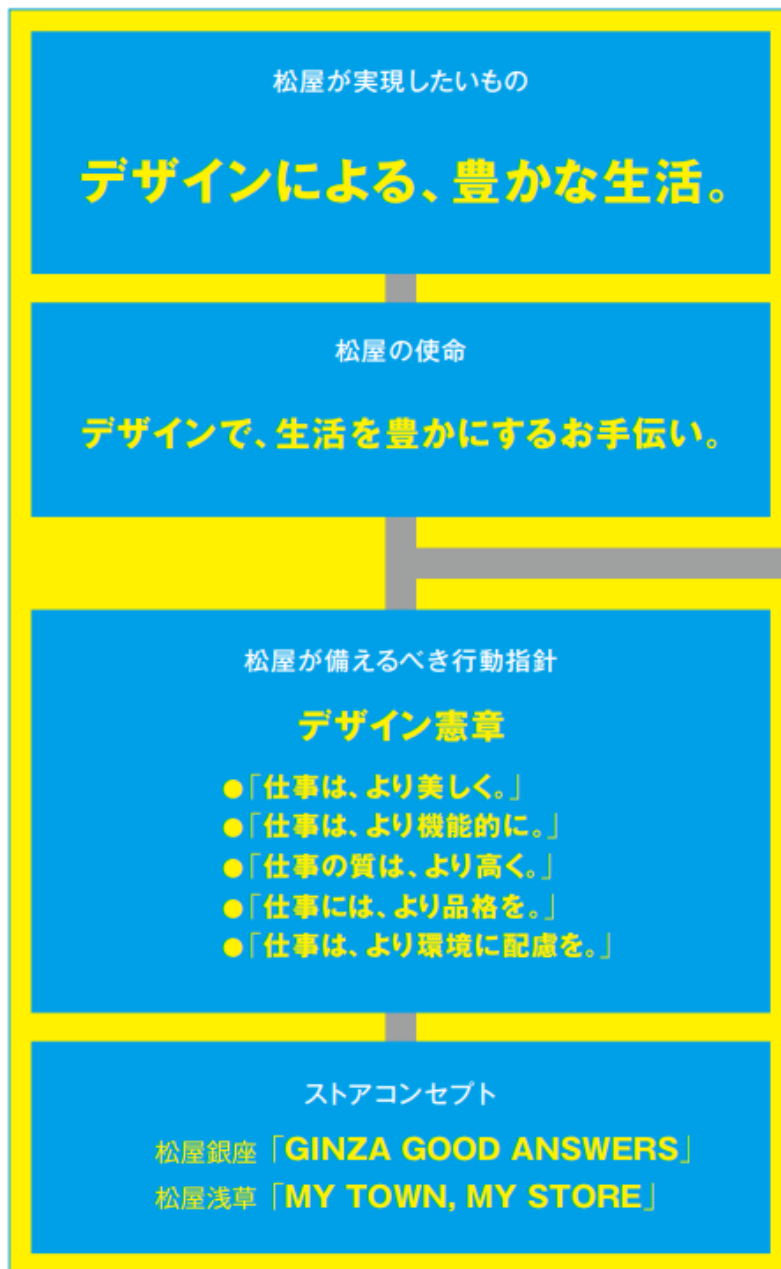 松屋が実現したいもの
デザインによる、豊かな生活。
松屋の使命
デザインで、生活を豊かにするお手伝い。
松屋が備えるべき行動指針
デザイン憲章
●「仕事は、より美しく。」
●「仕事は、より機能的に。」
●「仕事の質は、より高く。」
●「仕事には、より品格を。」
●「仕事は、より環境に配慮を。」
ストアコンセプト
松屋銀座「GINZA GOOD ANSWERS」
松屋浅草「MY TOWN, MY STORE」